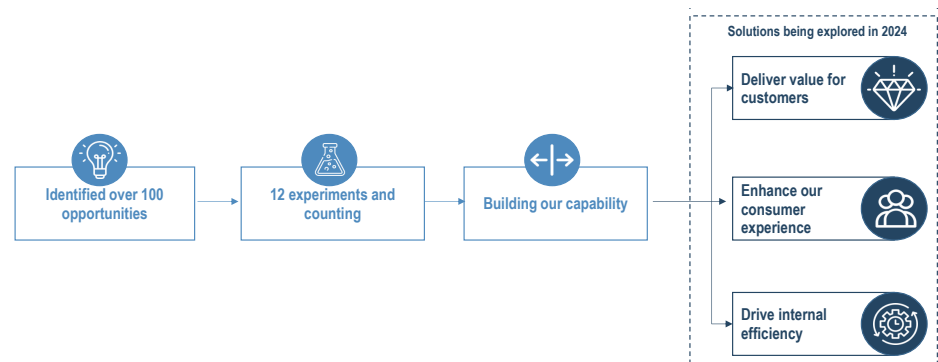 Solutions being explored in 2024
Deliver value for
customers
Identified over 100
opportunities
12 experiments and
counting
Building our capability
Enhance our
consumer
experience
Drive internal
efficiency